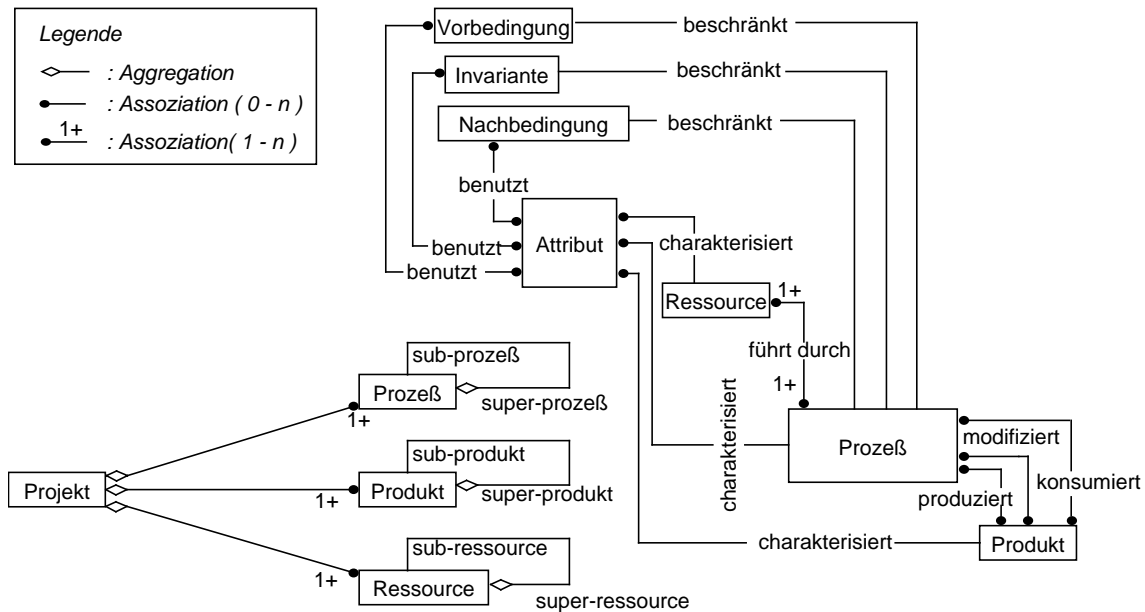 Legende
: Aggregation
: Assoziation ( 0 - n )
1+
: Assoziation( 1 - n )
Vorbedingung
beschränkt
Invariante
beschränkt
Nachbedingung
beschränkt
benutzt
benutzt
benutzt
Attribut
charakterisiert
Ressource
1+
führt durch
1+
charakterisiert
Prozeß
modifiziert
konsumiert
produziert
charakterisiert
Produkt
Projekt
sub-prozeß
Prozeß
super-prozeß
1+
sub-produkt
Produkt
super-produkt
1+
sub-ressource
Ressource
super-ressource
1+